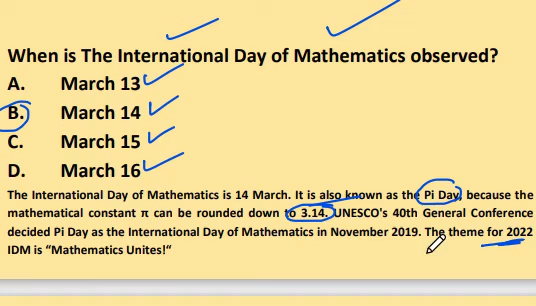 When is The International Day of Mathematics observed?
A. March 13
B. March 14
C. March 15
D. March 16
The International Day of Mathematics is 14 March. It is also known as the Pi Day, because the
mathematical constant π can be rounded down to 3.14. UNESCO's 40th General Conference
decided Pi Day as the International Day of Mathematics in November 2019. The theme for 2022
IDM is “Mathematics Unites!“